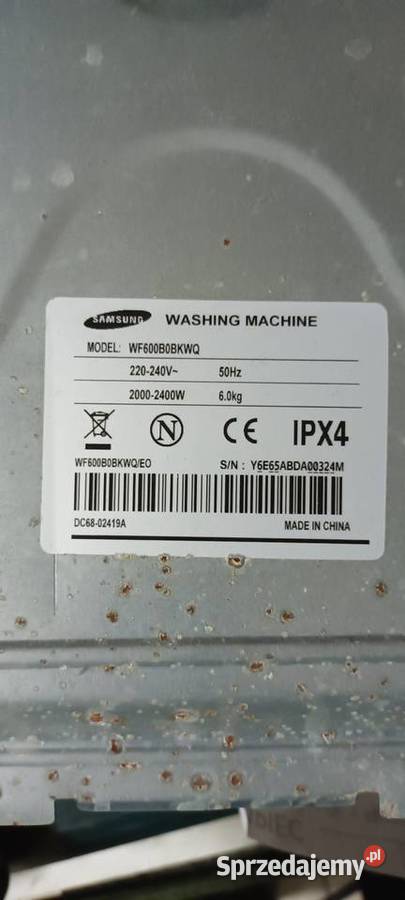 SAMSUNG WASHING MACHINE
MODEL: WF600B0BKWQ
220-240V~ 50Hz
2000-2400W 6.0kg
N CE IPX4
WF600B0BKWQ/EO S/N : Y6E65ABDA00324M
DC68-02419A MADE IN CHINA
Sprzedajemy.pl